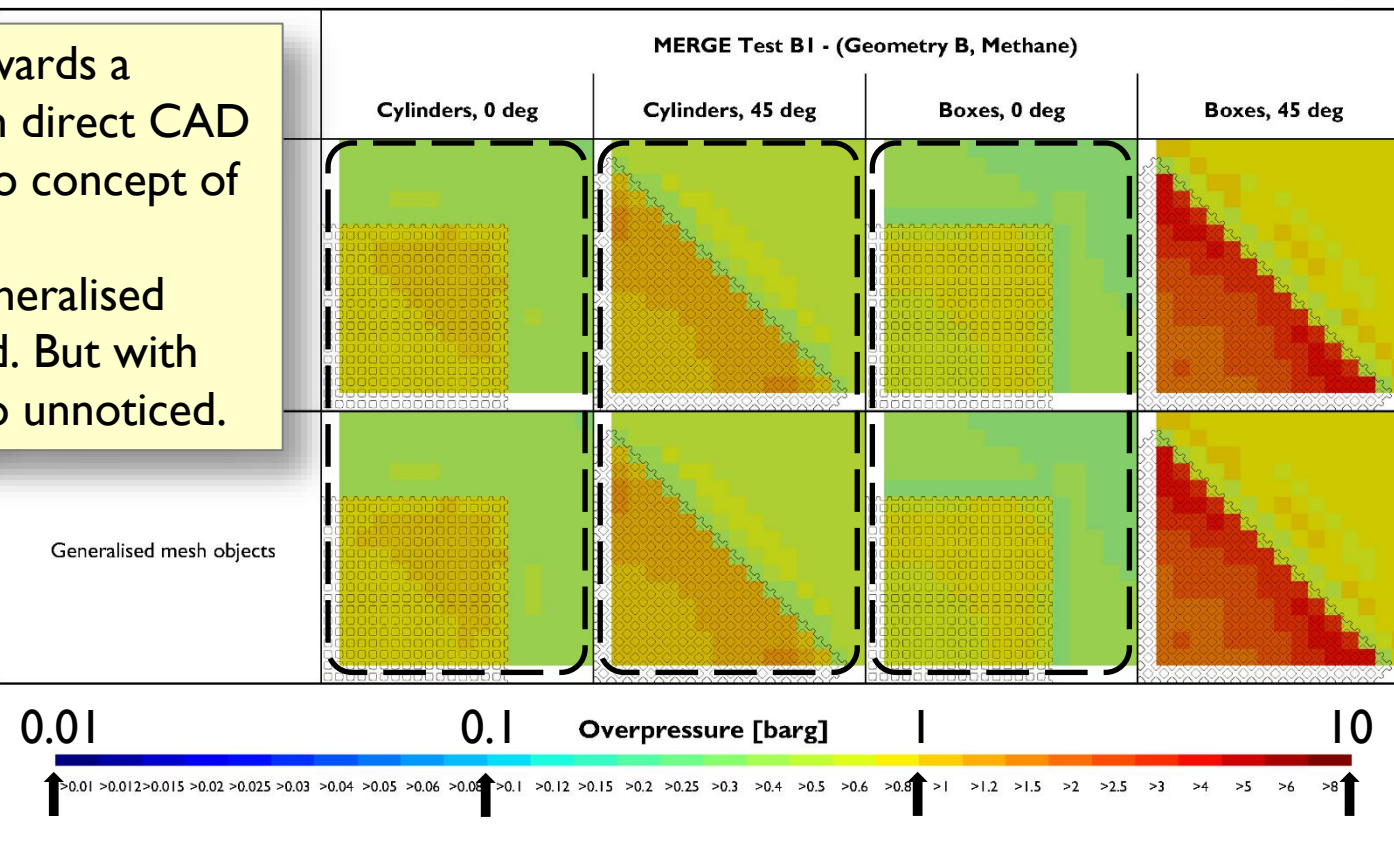 wards a
direct CAD
concept of
neralised
But with
unnoticed.
MERGE Test B1 - (Geometry B, Methane)
Cylinders, 0 deg
Cylinders, 45 deg
Boxes, 0 deg
Boxes, 45 deg
Generalised mesh objects
0.01
0.1
Overpressure [barg]
1
10
>0.01 >0.012 >0.015 >0.02 >0.025 >0.03 >0.04 >0.05 >0.06 >0.08 >0.1 >0.12 >0.15 >0.2 >0.25 >0.3 >0.4 >0.5 >0.6 >0.8 >1 >1.2 >1.5 >2 >2.5 >3 >4 >5 >6 >8